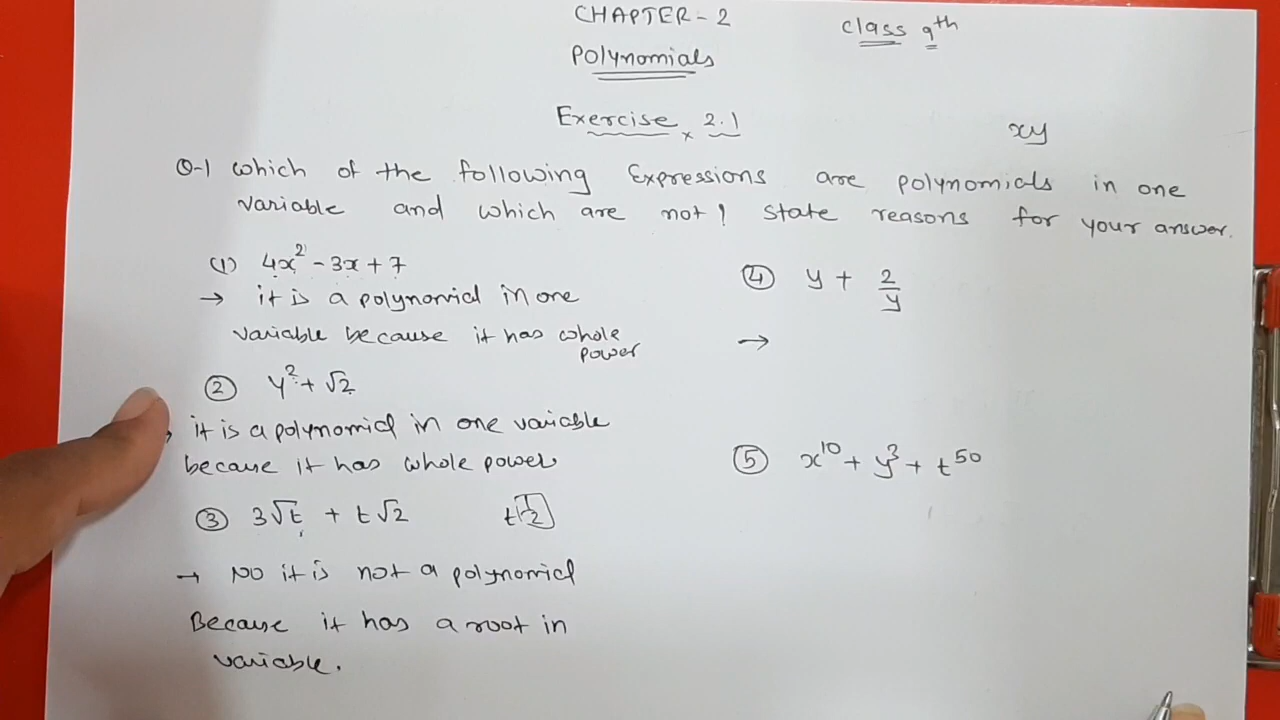 CHAPTER-2
class 9th
Polynomials
Exercise 2.1
xy
Q-1 which of the following Expressions are polynomials in one
variable and which are not? State reasons for your answer.
(1) 4x² - 3x + 7
→ it is a polynomial in one
variable because it has whole
power
② y² + √2
it is a polynomial in one variable
because it has whole power
③ 3√t + t√2 t 1/2
→ No it is not a polynomial
Because it has a root in
variable.
④ y + 2/y
→
⑤ x¹⁰ + y³ + t⁵⁰